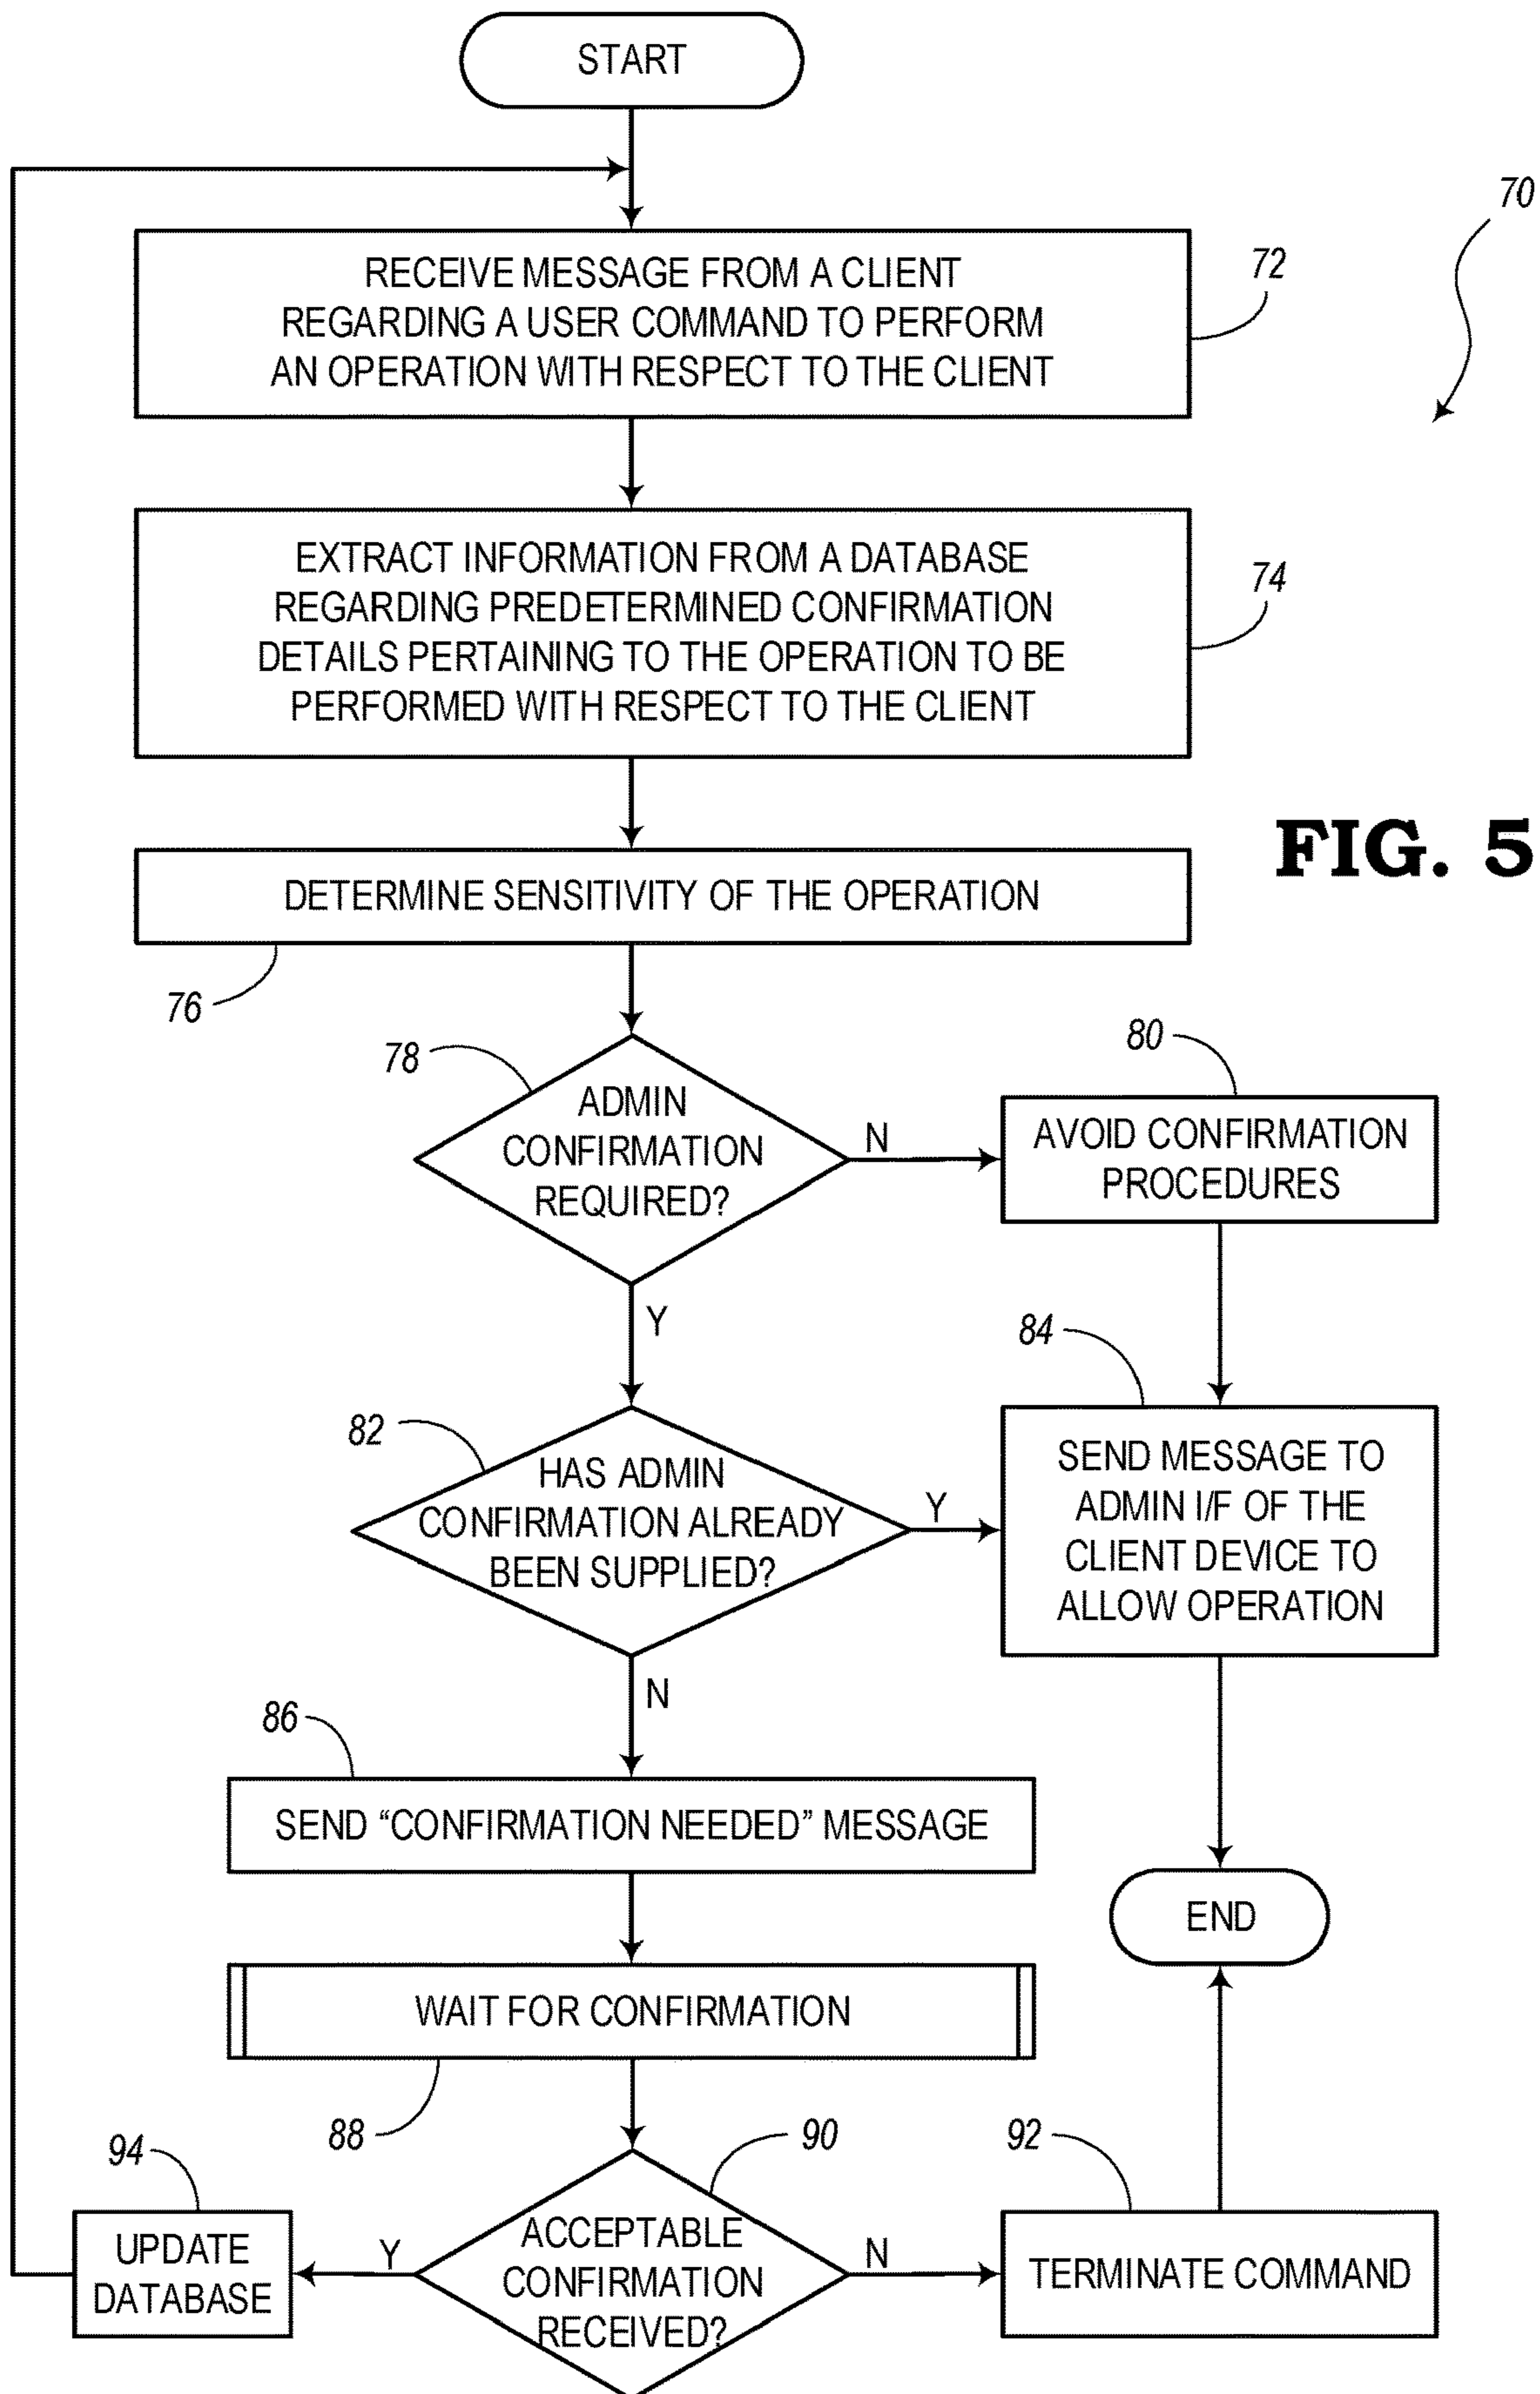 START
70
RECEIVE MESSAGE FROM A CLIENT
REGARDING A USER COMMAND TO PERFORM
AN OPERATION WITH RESPECT TO THE CLIENT
72
EXTRACT INFORMATION FROM A DATABASE
REGARDING PREDETERMINED CONFIRMATION
DETAILS PERTAINING TO THE OPERATION TO BE
PERFORMED WITH RESPECT TO THE CLIENT
74
FIG. 5
DETERMINE SENSITIVITY OF THE OPERATION
76
78
ADMIN
CONFIRMATION
REQUIRED?
N
80
AVOID CONFIRMATION
PROCEDURES
Y
82
HAS ADMIN
CONFIRMATION ALREADY
BEEN SUPPLIED?
Y
84
SEND MESSAGE TO
ADMIN I/F OF THE
CLIENT DEVICE TO
ALLOW OPERATION
N
86
SEND “CONFIRMATION NEEDED” MESSAGE
END
WAIT FOR CONFIRMATION
88
90
92
94
UPDATE
DATABASE
Y
ACCEPTABLE
CONFIRMATION
RECEIVED?
N
TERMINATE COMMAND